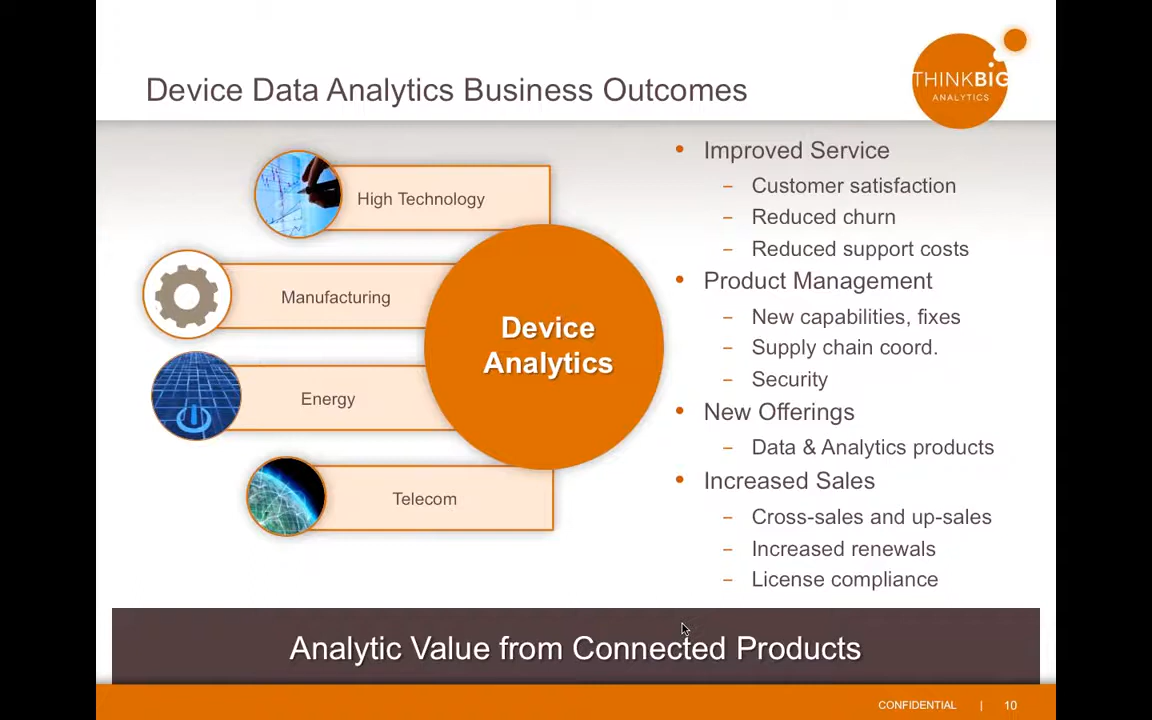 Device Data Analytics Business Outcomes
THINKBIG
ANALYTICS
High Technology
Manufacturing
Energy
Telecom
Device
Analytics
• Improved Service
– Customer satisfaction
– Reduced churn
– Reduced support costs
• Product Management
– New capabilities, fixes
– Supply chain coord.
– Security
• New Offerings
– Data & Analytics products
• Increased Sales
– Cross-sales and up-sales
– Increased renewals
– License compliance
Analytic Value from Connected Products
CONFIDENTIAL | 10